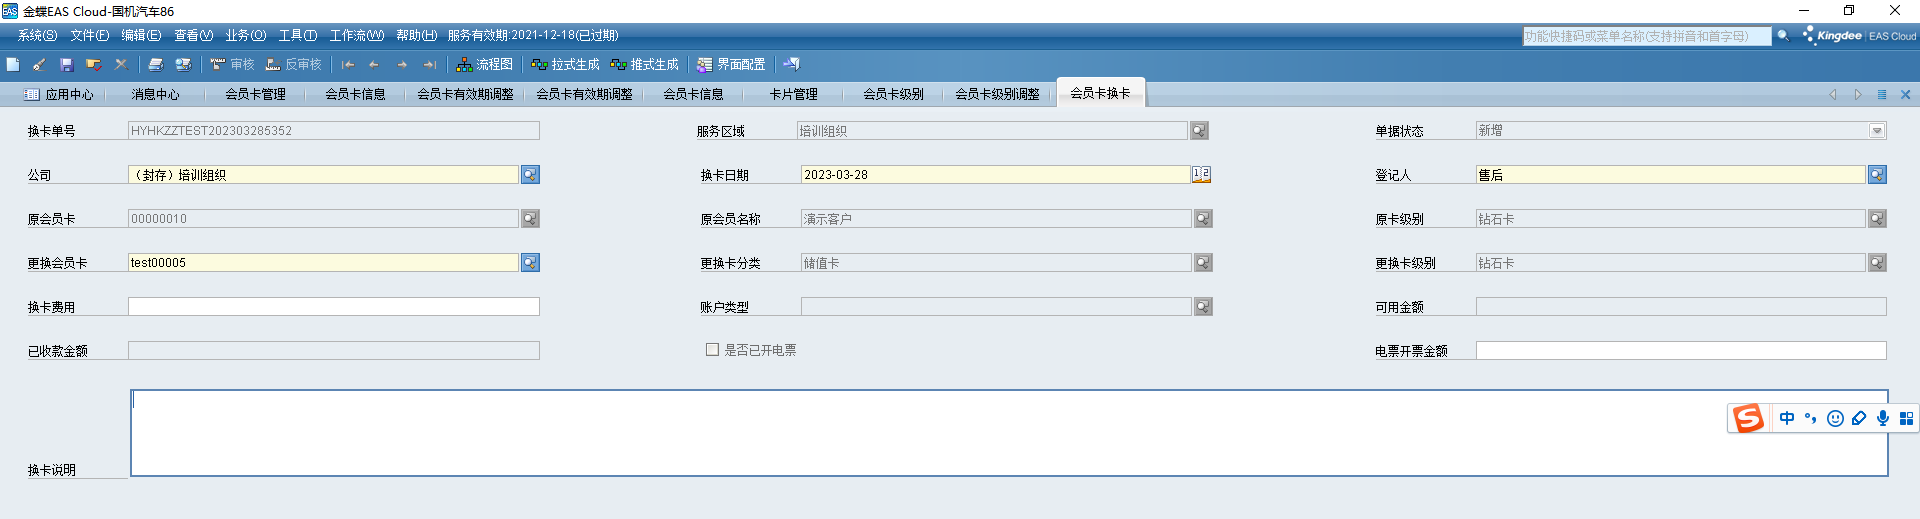 金蝶EAS Cloud-国机汽车86
系统(S) 文件(F) 编辑(E) 查看(V) 业务(O) 工具(T) 工作流(W) 帮助(H) 服务有效期:2021-12-18(已过期) 功能快捷码或菜单名称(支持拼音和首字母) Kingdee EAS Cloud
审核 反审核 流程图 拉式生成 推式生成 界面配置
应用中心 消息中心 会员卡管理 会员卡信息 会员卡有效期调整 会员卡有效期调整 会员卡信息 卡片管理 会员卡级别 会员卡级别调整 会员卡换卡
换卡单号 HYHKZZTEST202303285352 服务区域 培训组织 单据状态 新增
公司 （封存）培训组织 换卡日期 2023-03-28 登记人 售后
原会员卡 00000010 原会员名称 演示客户 原卡级别 钻石卡
更换会员卡 test00005 更换卡分类 储值卡 更换卡级别 钻石卡
换卡费用 账户类型 可用金额
已收款金额 是否已开电票 电票开票金额
中
换卡说明